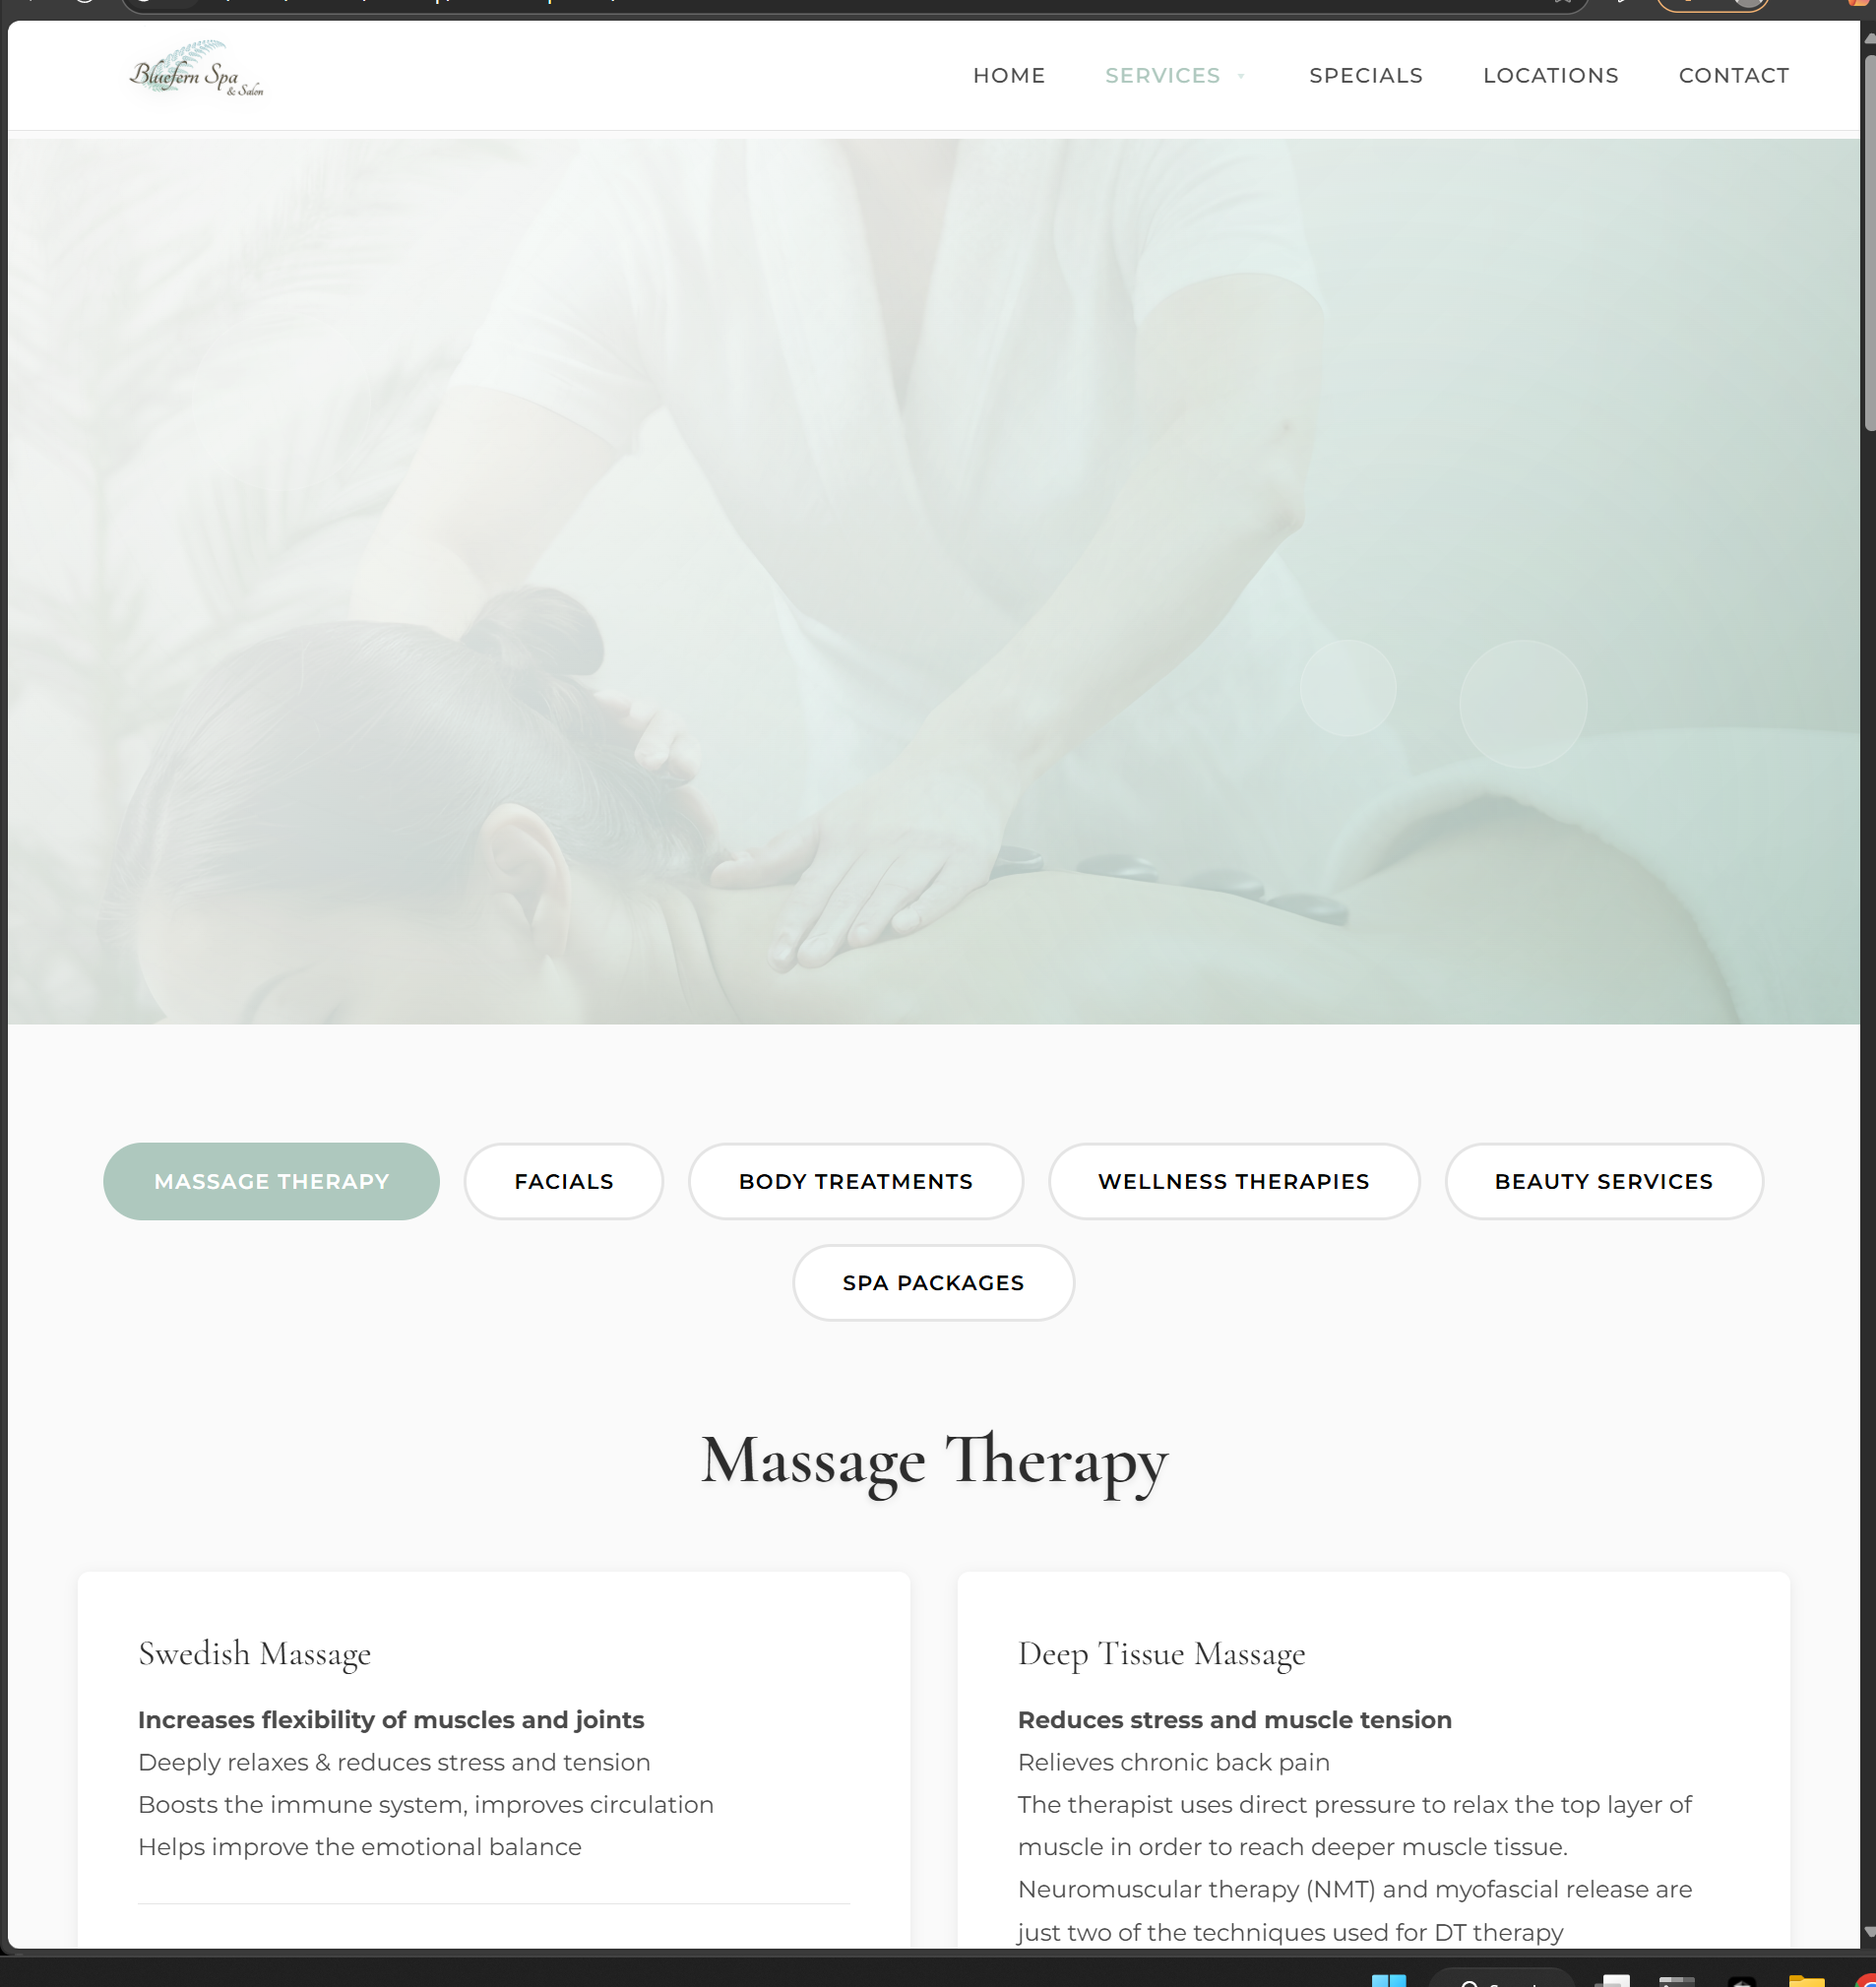 Bluefern Spa
& Salon
HOME
SERVICES
SPECIALS
LOCATIONS
CONTACT
MASSAGE THERAPY
FACIALS
BODY TREATMENTS
WELLNESS THERAPIES
BEAUTY SERVICES
SPA PACKAGES
Massage Therapy
Swedish Massage
Increases flexibility of muscles and joints
Deeply relaxes & reduces stress and tension
Boosts the immune system, improves circulation
Helps improve the emotional balance
Deep Tissue Massage
Reduces stress and muscle tension
Relieves chronic back pain
The therapist uses direct pressure to relax the top layer of
muscle in order to reach deeper muscle tissue.
Neuromuscular therapy (NMT) and myofascial release are
just two of the techniques used for DT therapy